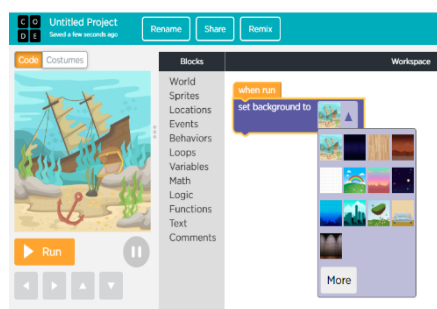 C O
D E
Untitled Project
Saved a few seconds ago
Rename
Share
Remix
Code
Costumes
Blocks
Workspace
World
Sprites
Locations
Events
Behaviors
Loops
Variables
Math
Logic
Functions
Text
Comments
when run
set background to
More
Run